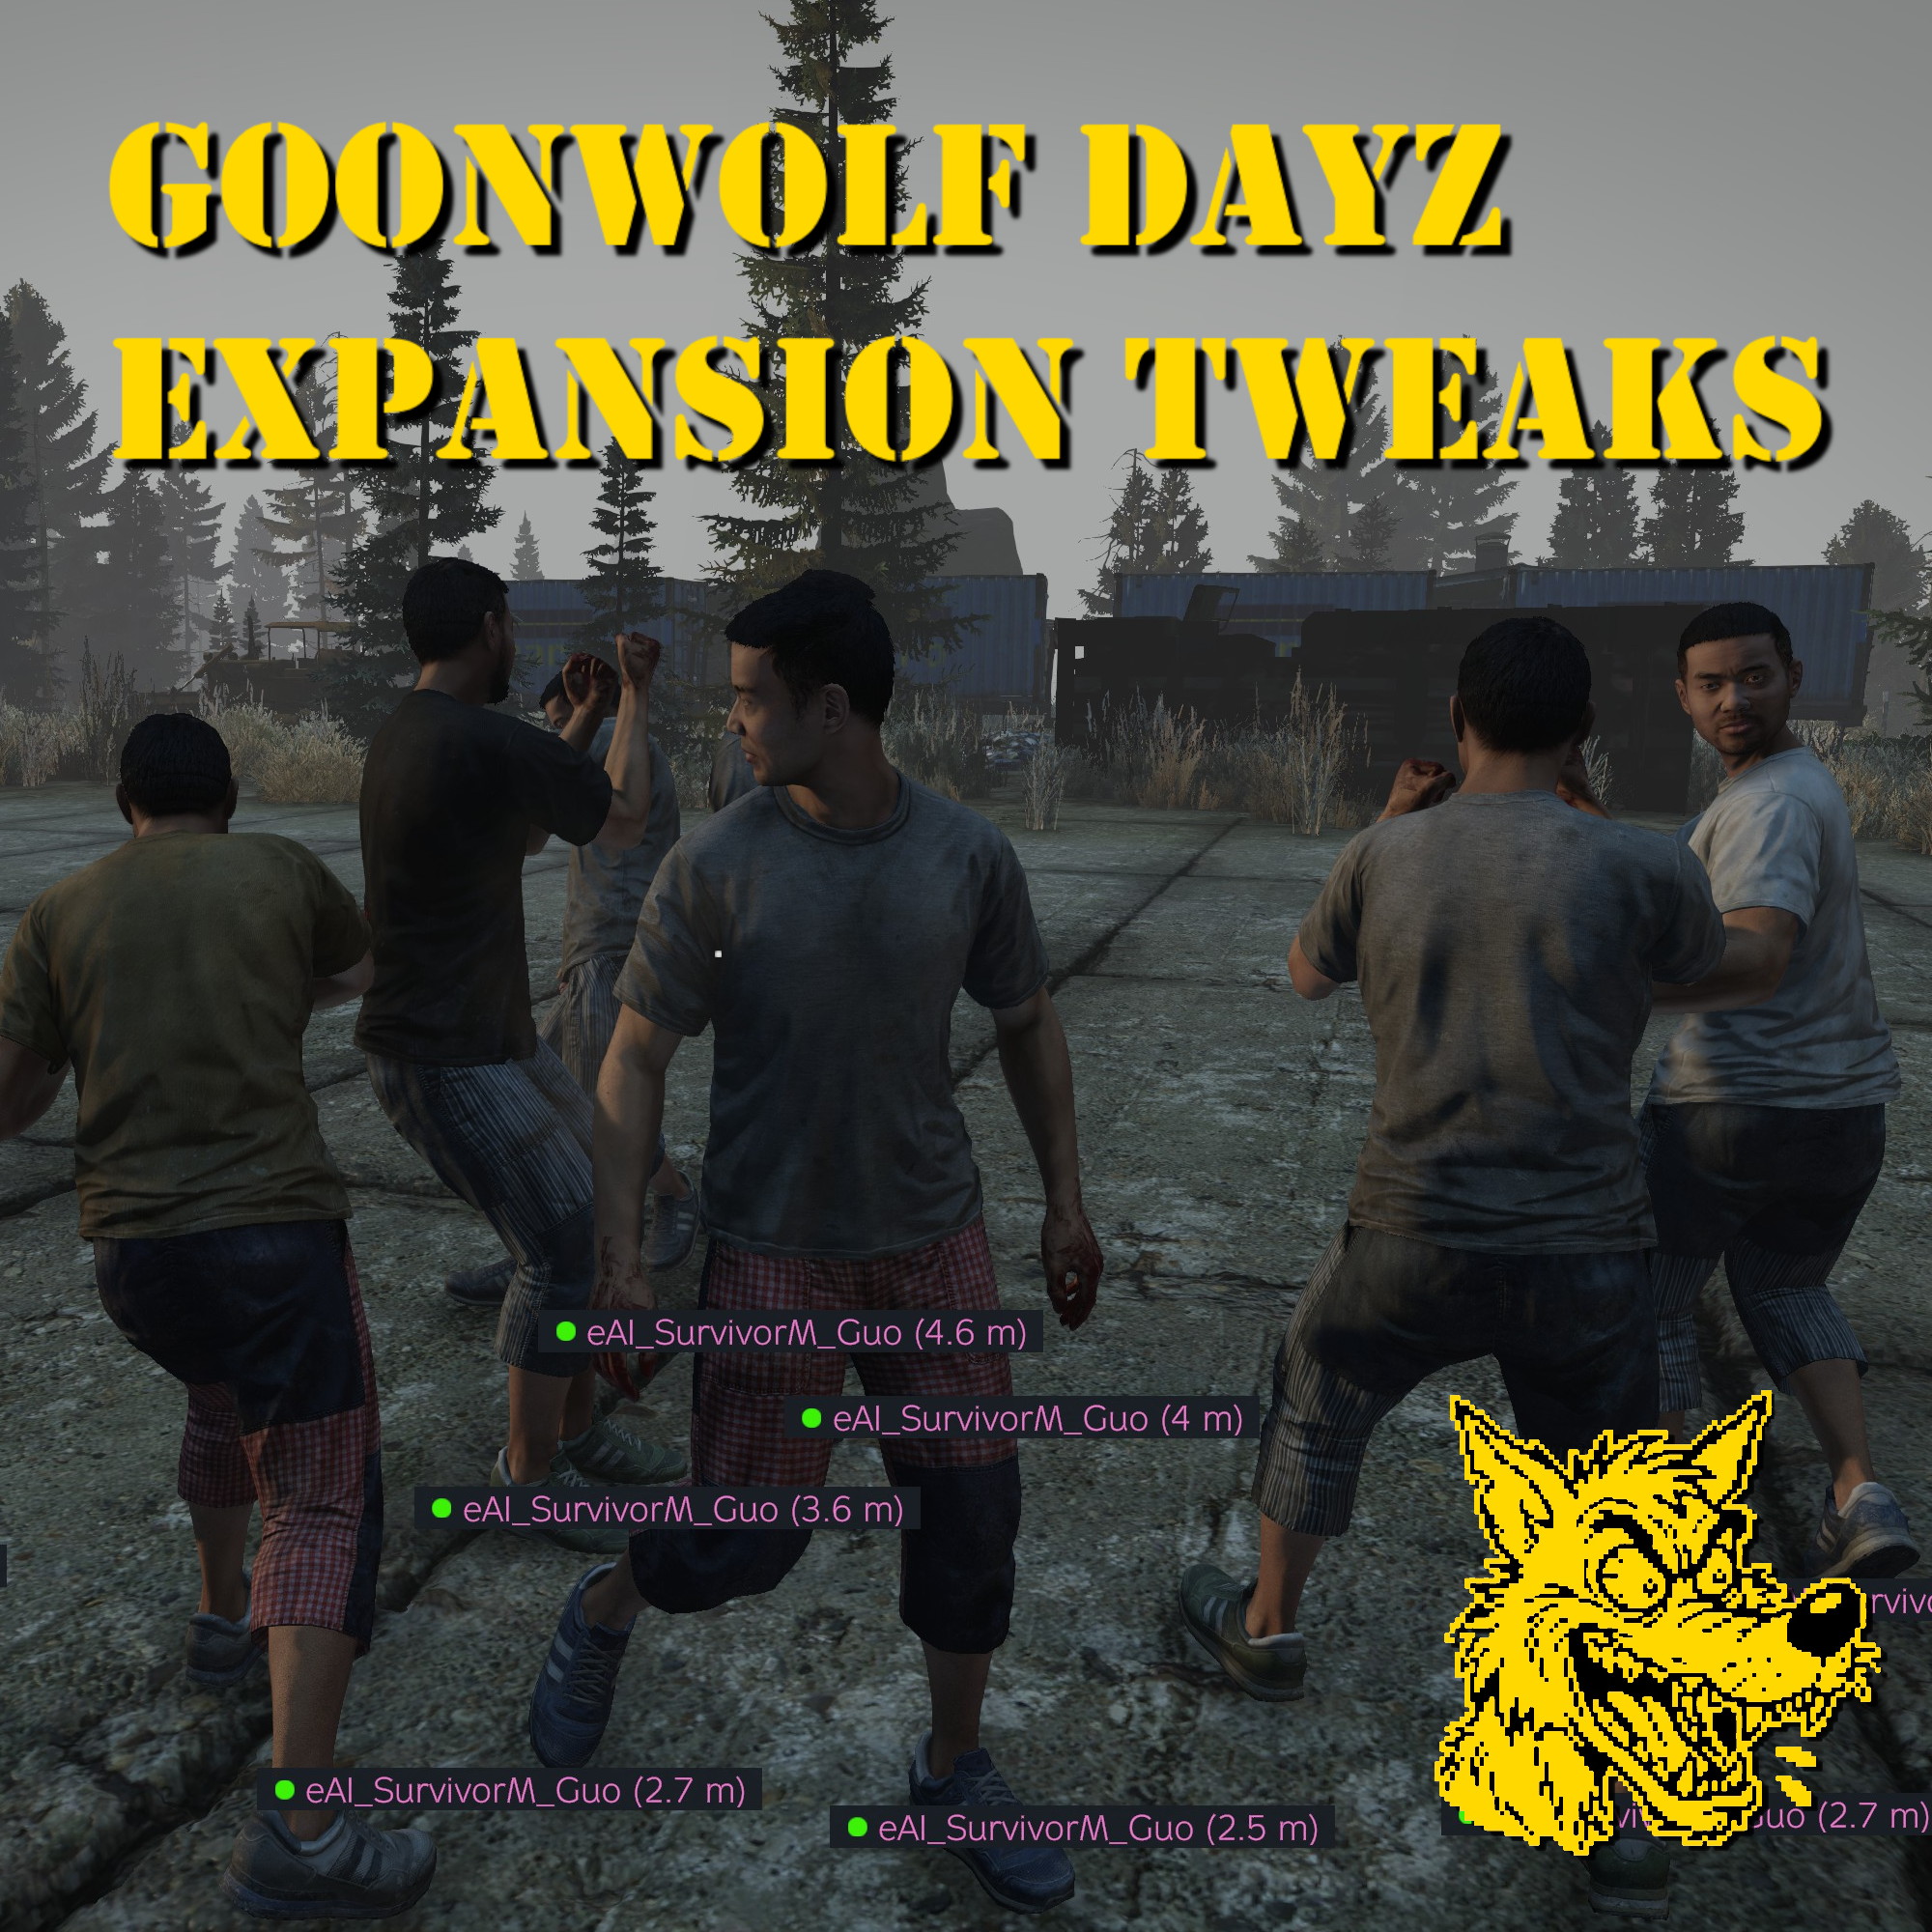 GOONWOLF DAYZ
EXPANSION TWEAKS
eAI_SurvivorM_Guo (4.6 m)
eAI_SurvivorM_Guo (4 m)
eAI_SurvivorM_Guo (3.6 m)
eAI_SurvivorM_Guo (2.7 m)
eAI_SurvivorM_Guo (2.5 m)
(2.7 m)